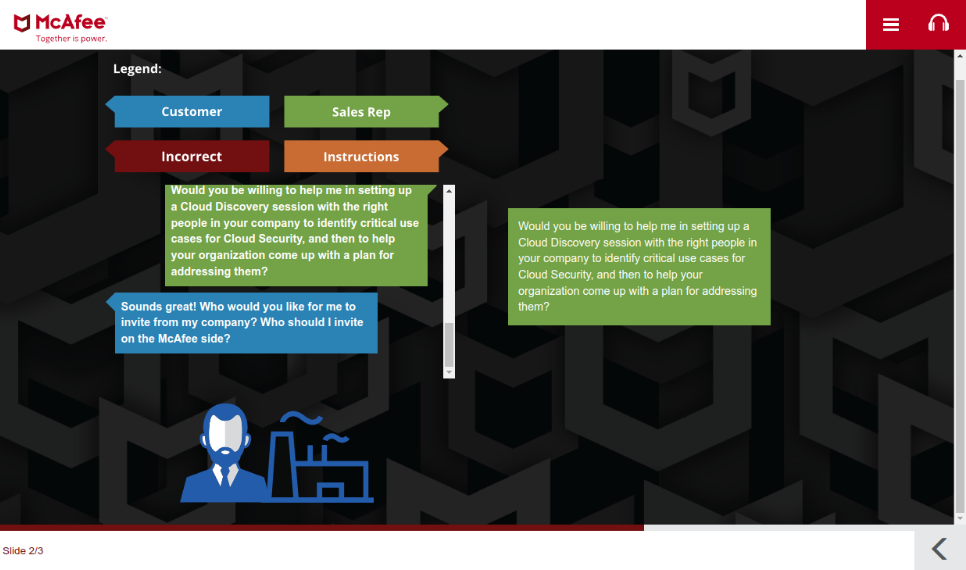 McAfee
Together is power.
Legend:
Customer
Sales Rep
Incorrect
Instructions
Would you be willing to help me in setting up
a Cloud Discovery session with the right
people in your company to identify critical use
cases for Cloud Security, and then to help
your organization come up with a plan for
addressing them?
Sounds great! Who would you like for me to
invite from my company? Who should I invite
on the McAfee side?
Would you be willing to help me in setting up a
Cloud Discovery session with the right people in
your company to identify critical use cases for
Cloud Security, and then to help your
organization come up with a plan for addressing
them?
Slide 2/3